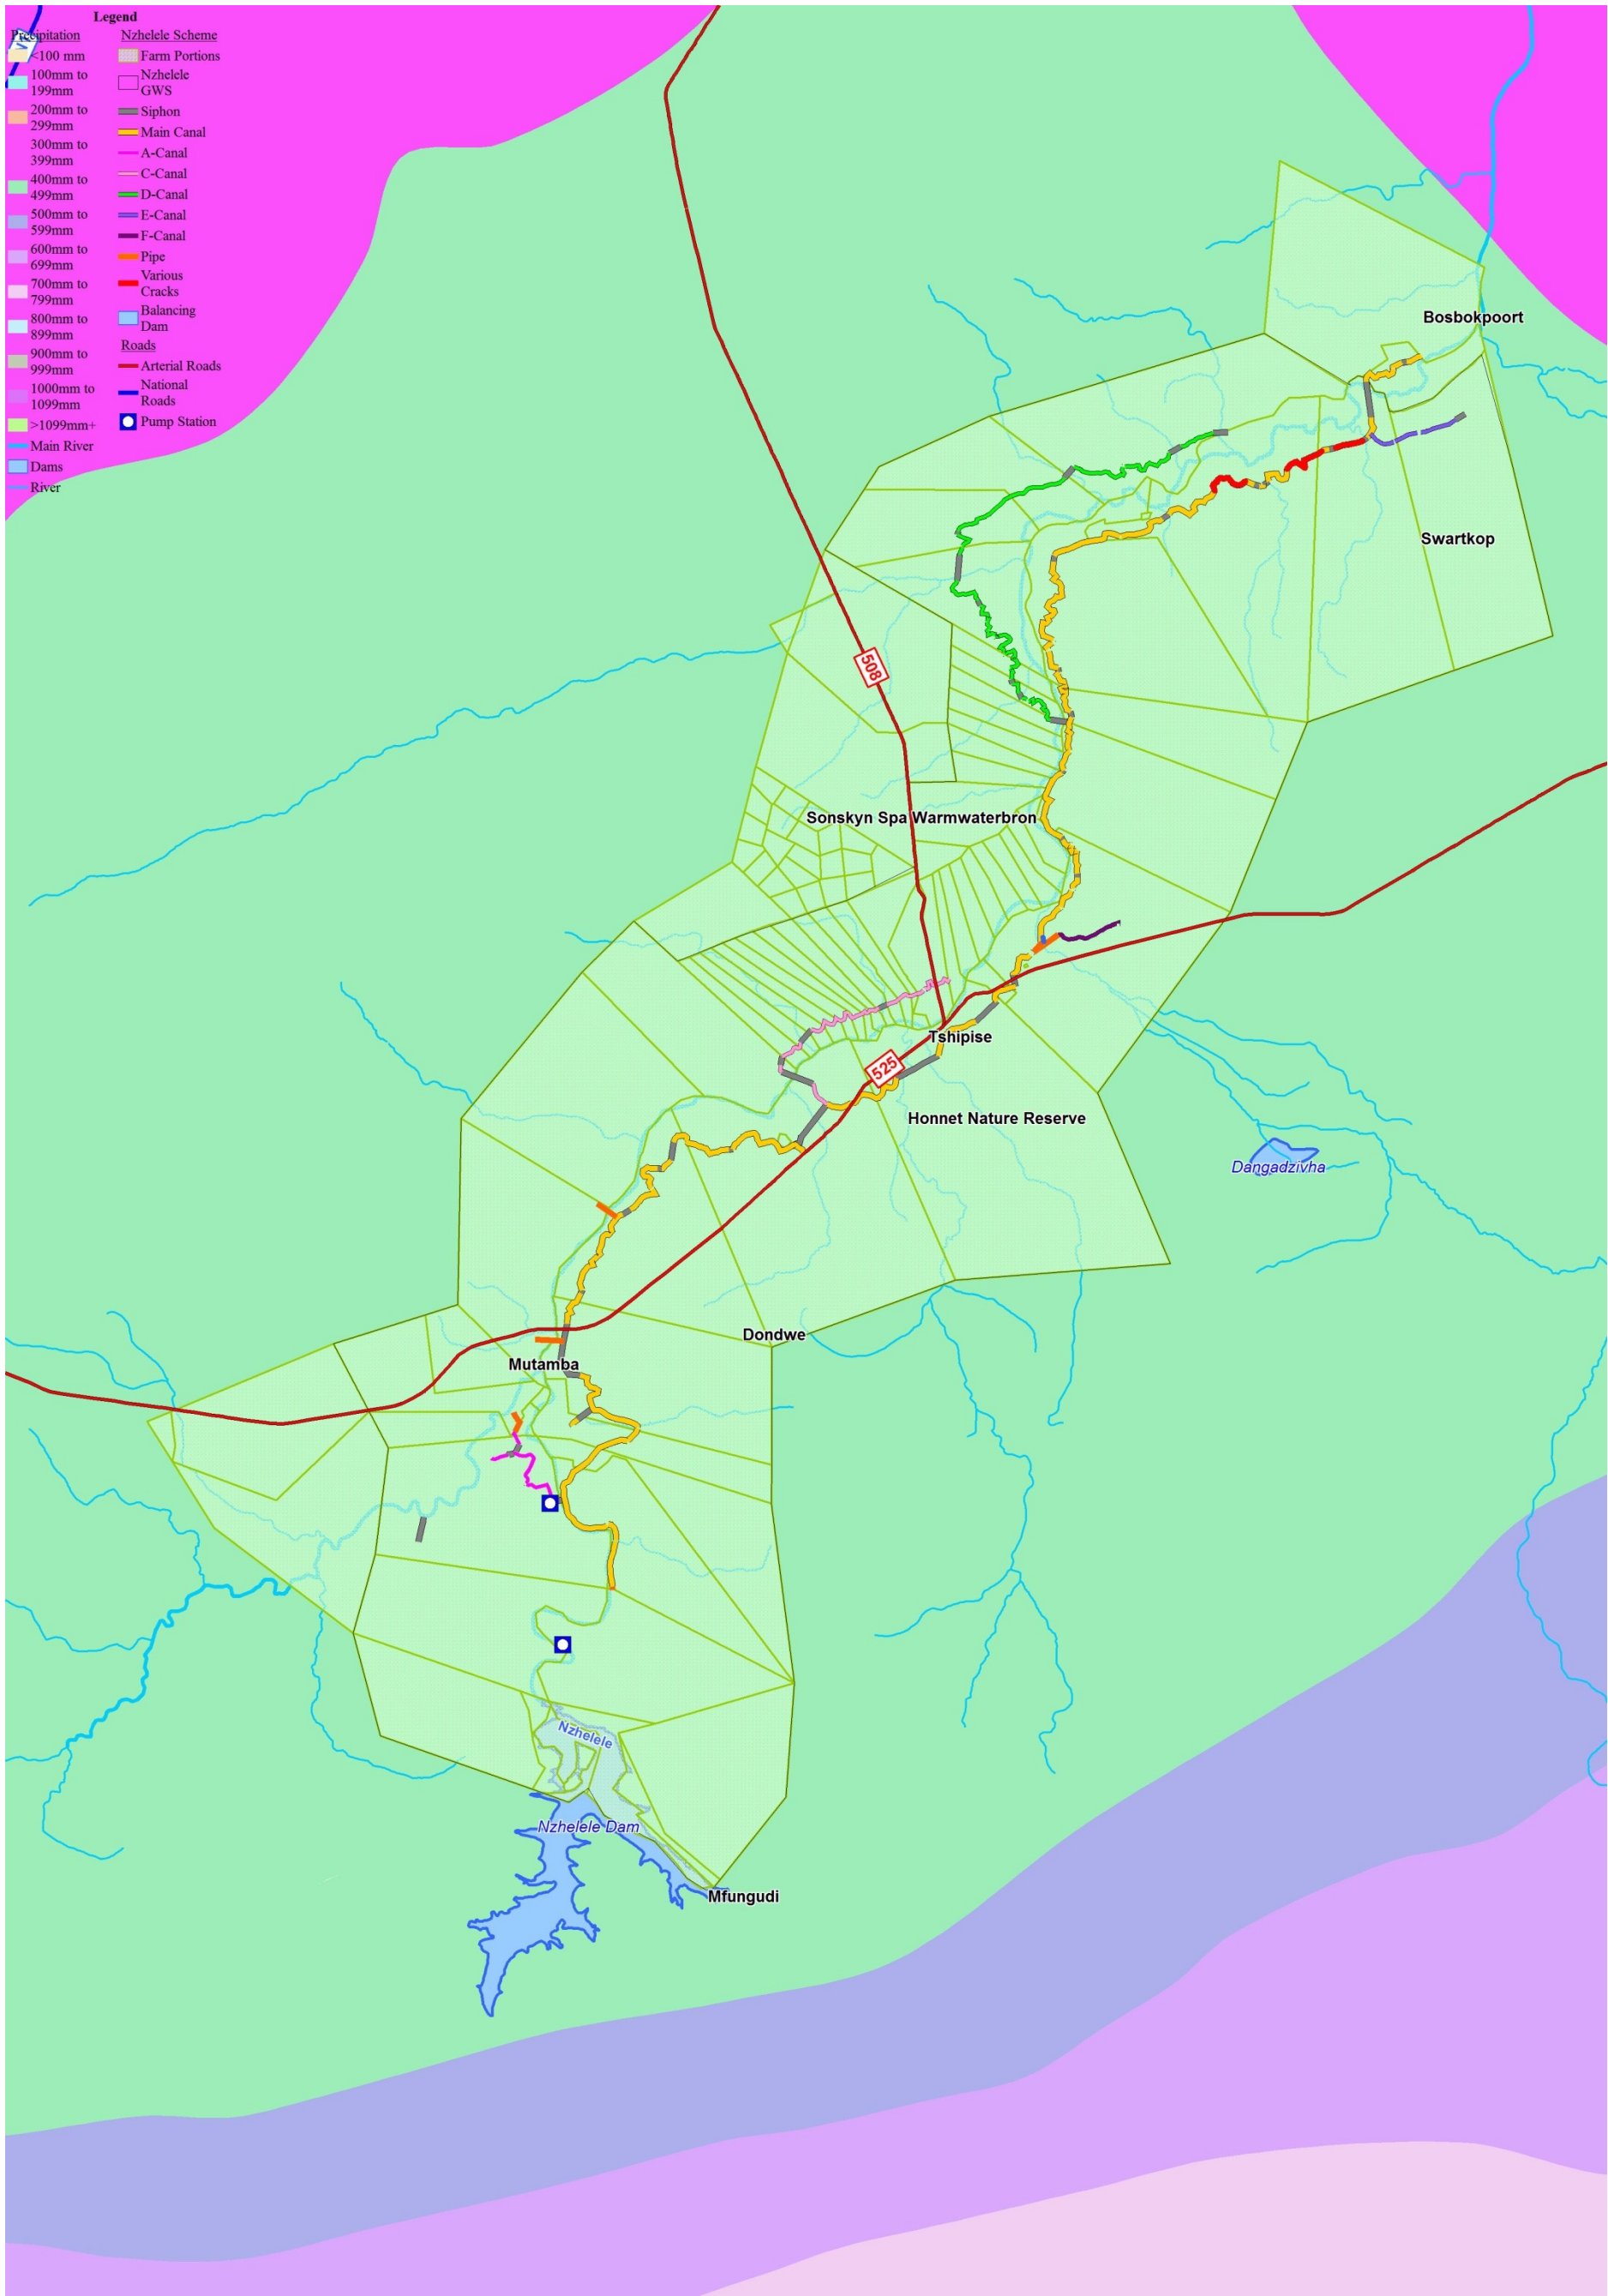 Legend
Precipitation
<100 mm
100mm to
199mm
200mm to
299mm
300mm to
399mm
400mm to
499mm
500mm to
599mm
600mm to
699mm
700mm to
799mm
800mm to
899mm
900mm to
999mm
1000mm to
1099mm
>1099mm+
Main River
Dams
River
Nzhelele Scheme
Farm Portions
Nzhelele
GWS
Siphon
Main Canal
A-Canal
C-Canal
D-Canal
E-Canal
F-Canal
Pipe
Various
Cracks
Balancing
Dam
Roads
Arterial Roads
National
Roads
Pump Station
Bosbokpoort
Swartkop
508
Sonskyn Spa Warmwaterbron
Tshipise
525
Honnet Nature Reserve
Dangadzivha
Dondwe
Mutamba
Nzhelele
Nzhelele Dam
Mfungudi